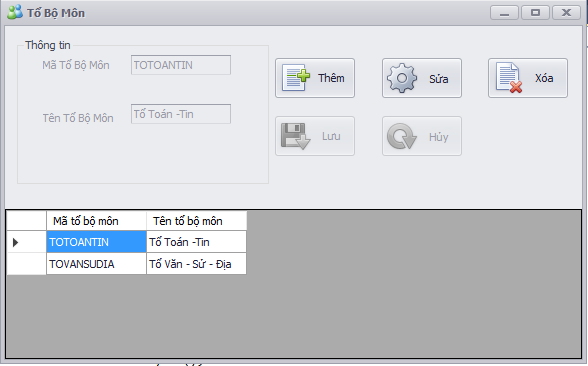 Tổ Bộ Môn
Thông tin
Mã Tổ Bộ Môn TOTOANTIN
Tên Tổ Bộ Môn Tổ Toán -Tin
Thêm Sửa Xóa
Lưu Hủy
Mã tổ bộ môn Tên tổ bộ môn
TOTOANTIN Tổ Toán -Tin
TOVANSUDIA Tổ Văn - Sử - Địa